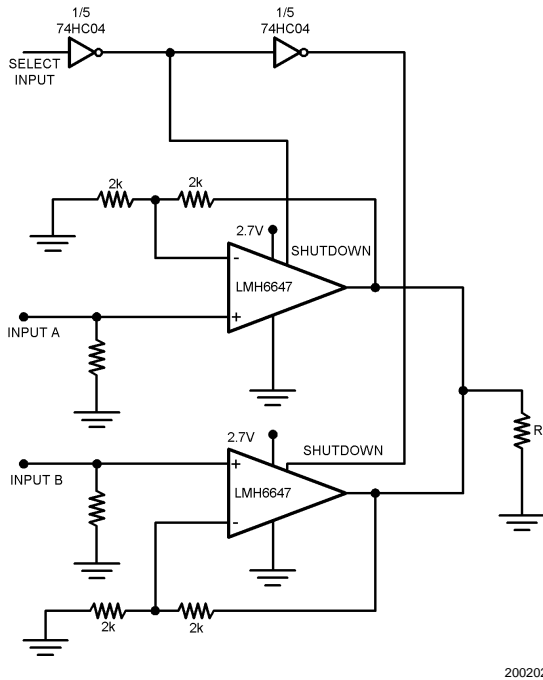 1/5
74HC04
1/5
74HC04
SELECT
INPUT
2k
2k
2.7V
SHUTDOWN
-
LMH6647
+
INPUT A
2.7V
SHUTDOWN
+
INPUT B
LMH6647
-
R
2k
2k
200202